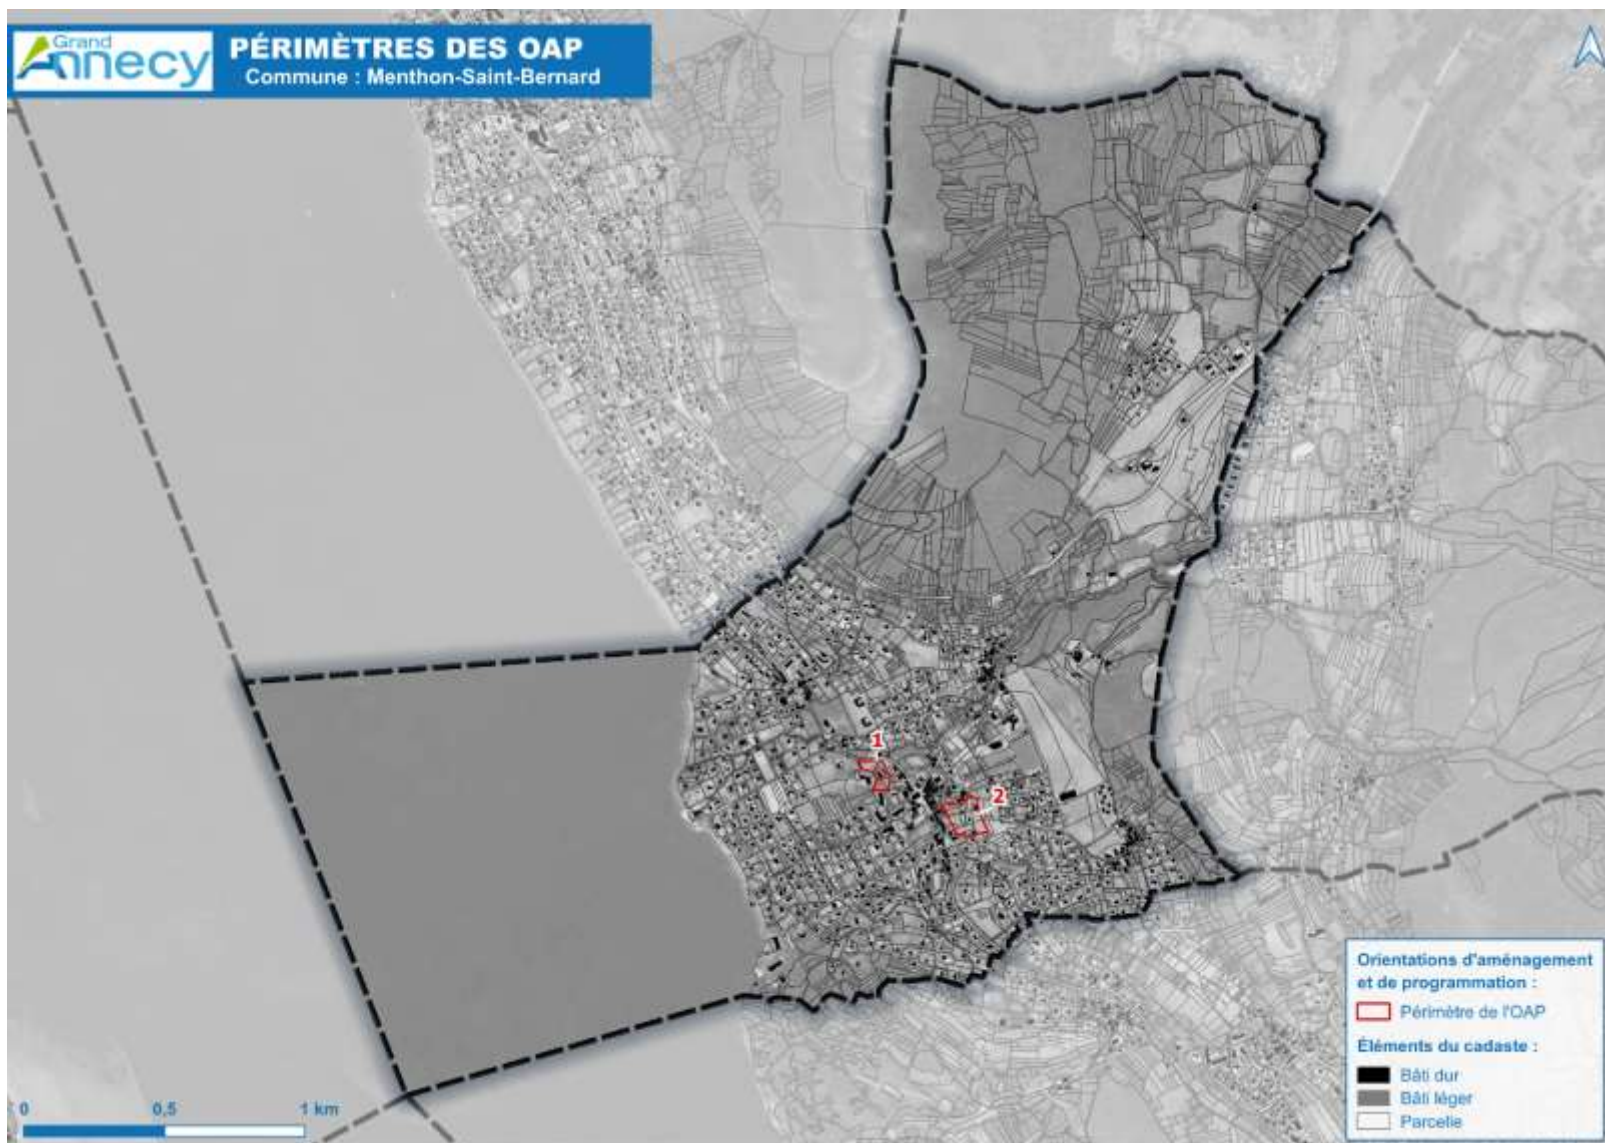 Grand
Annecy
PÉRIMÈTRES DES OAP
Commune : Menthon-Saint-Bernard
1
2
Orientations d'aménagement
et de programmation :
Périmètre de l'OAP
Éléments du cadaste :
Bâti dur
Bâti léger
Parcelle
0 0,5 1 km